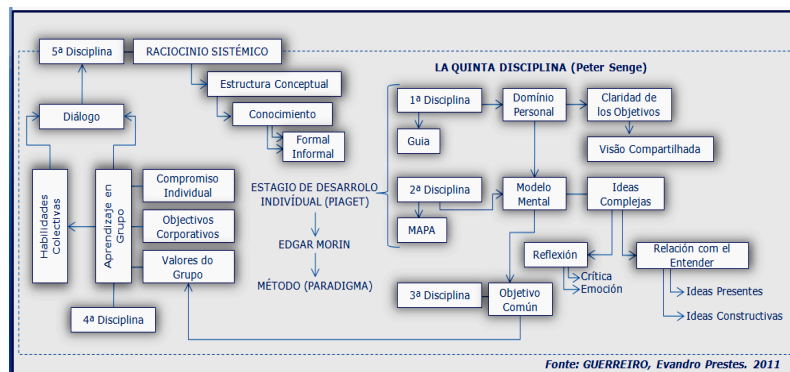 5ª Disciplina
RACIOCINIO SISTÉMICO
LA QUINTA DISCIPLINA (Peter Senge)
Estructura Conceptual
Conocimiento
Formal
Informal
Diálogo
1ª Disciplina
Domínio
Personal
Claridad de
los Objetivos
Guia
Visão Compartilhada
Habilidades
Colectivas
Aprendizaje en
Grupo
Compromiso
Individual
Objectivos
Corporativos
Valores do
Grupo
4ª Disciplina
ESTAGIO DE DESARROLO
INDIVÍDUAL (PIAGET)
EDGAR MORIN
MÉTODO (PARADIGMA)
2ª Disciplina
Modelo
Mental
Ideas
Complejas
MAPA
Reflexión
Crítica
Emoción
Relación com el
Entender
Ideas Presentes
Ideas Constructivas
3ª Disciplina
Objetivo
Común
Fonte: GUERREIRO, Evandro Prestes. 2011